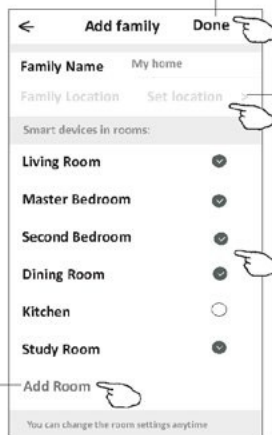 Add family Done
Family Name My home
Family Location Set location
Smart devices in rooms:
Living Room
Master Bedroom
Second Bedroom
Dining Room
Kitchen
Study Room
Add Room
You can change the room settings anytime